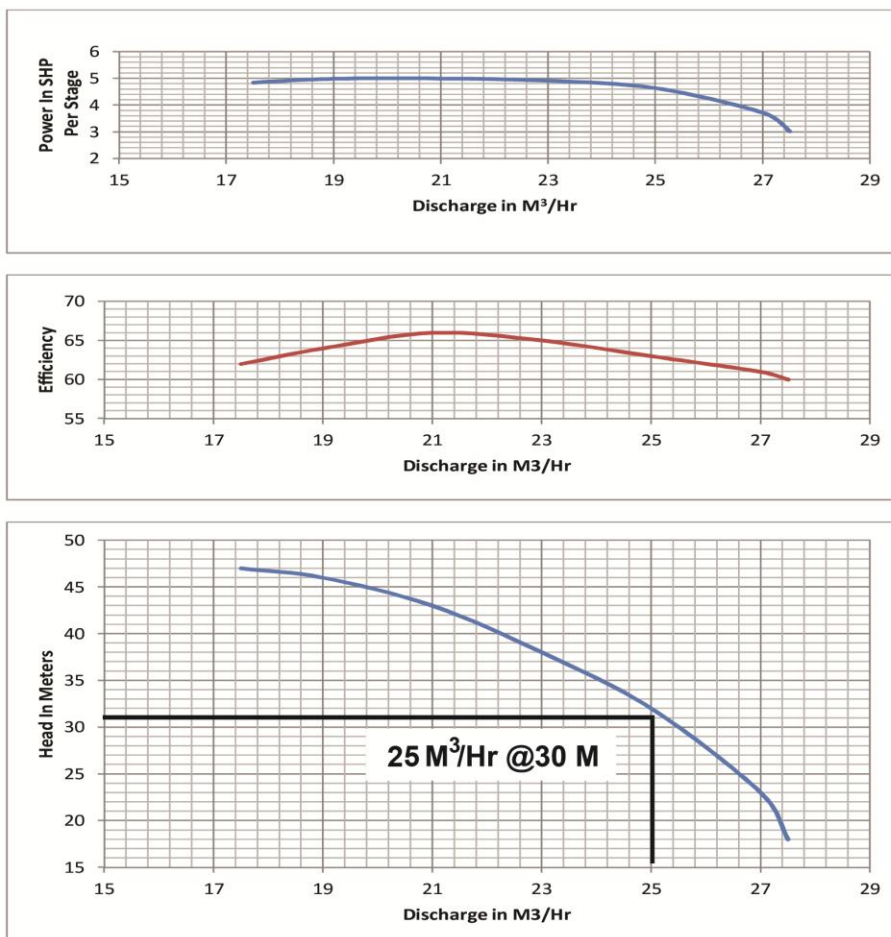 Power In SHP
Per Stage
6
5
4
3
2
15 17 19 21 23 25 27 29
Discharge in M³/Hr
Efficiency
70
65
60
55
15 17 19 21 23 25 27 29
Discharge in M3/Hr
Head In Meters
50
45
40
35
30
25
20
15
25 M³/Hr @30 M
15 17 19 21 23 25 27 29
Discharge in M3/Hr